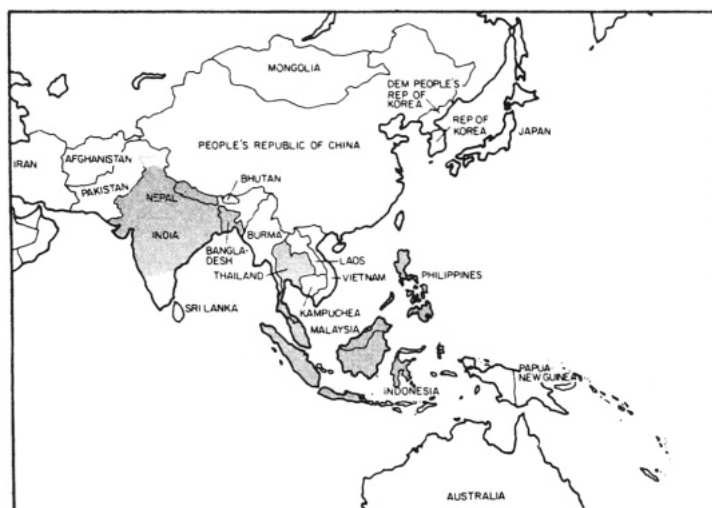 MONGOLIA
DEM PEOPLE'S
REP OF
KOREA
REP OF
KOREA
JAPAN
PEOPLE'S REPUBLIC OF CHINA
IRAN
AFGHANISTAN
PAKISTAN
NEPAL
BHUTAN
INDIA
BURMA
BANGLA-
DESH
LAOS
THAILAND
VIETNAM
PHILIPPINES
SRI LANKA
KAMPUCHEA
MALAYSIA
PAPUA
NEW GUINEA
INDONESIA
AUSTRALIA